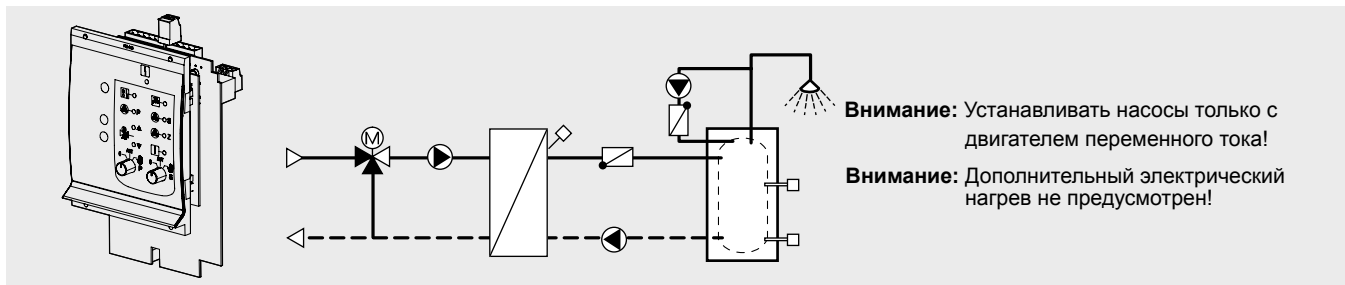 M
Внимание: Устанавливать насосы только с
двигателем переменного тока!
Внимание: Дополнительный электрический
нагрев не предусмотрен!